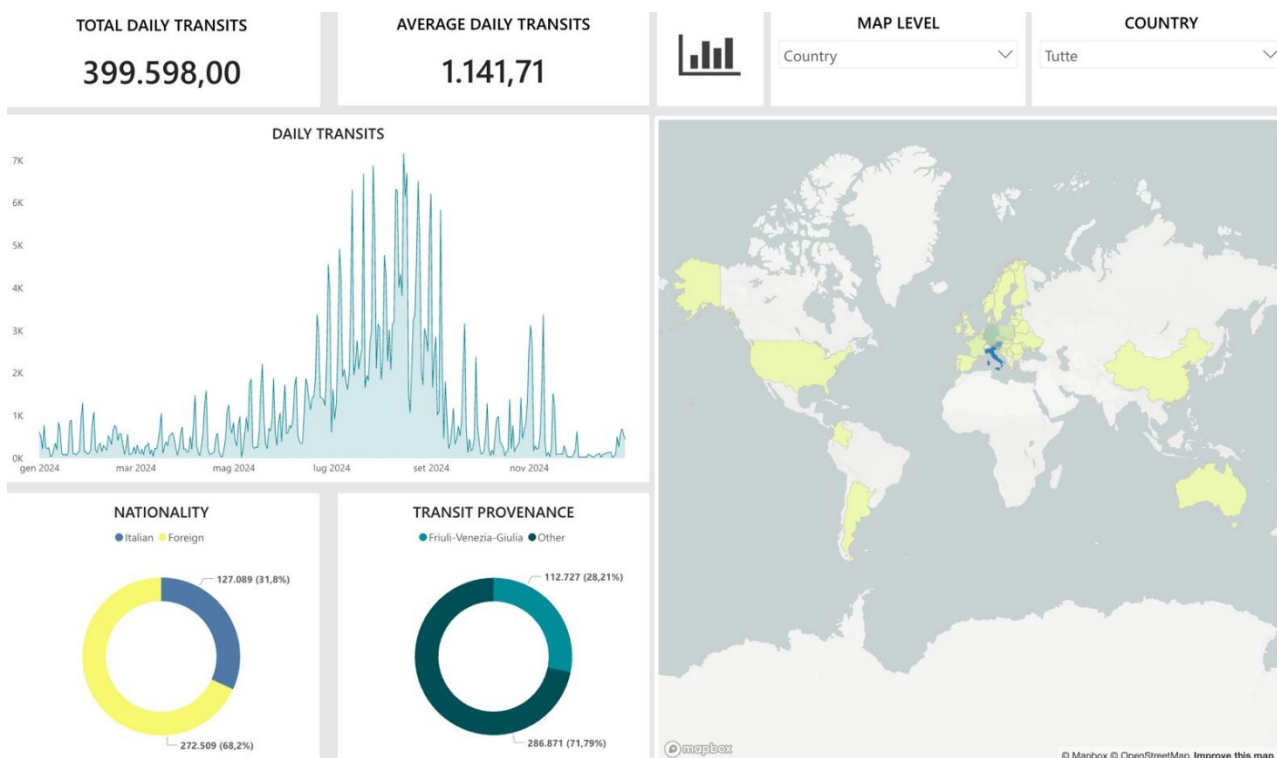 TOTAL DAILY TRANSITS
399.598,00
AVERAGE DAILY TRANSITS
1.141,71
MAP LEVEL
Country
COUNTRY
Tutte
DAILY TRANSITS
7K
6K
5K
4K
3K
2K
1K
0K
gen 2024
mar 2024
mag 2024
lug 2024
set 2024
nov 2024
NATIONALITY
Italian Foreign
127.089 (31,8%)
272.509 (68,2%)
TRANSIT PROVENANCE
Friuli-Venezia-Giulia Other
112.727 (28,21%)
286.871 (71,79%)
mapbox
© Mapbox © OpenStreetMap Improve this map